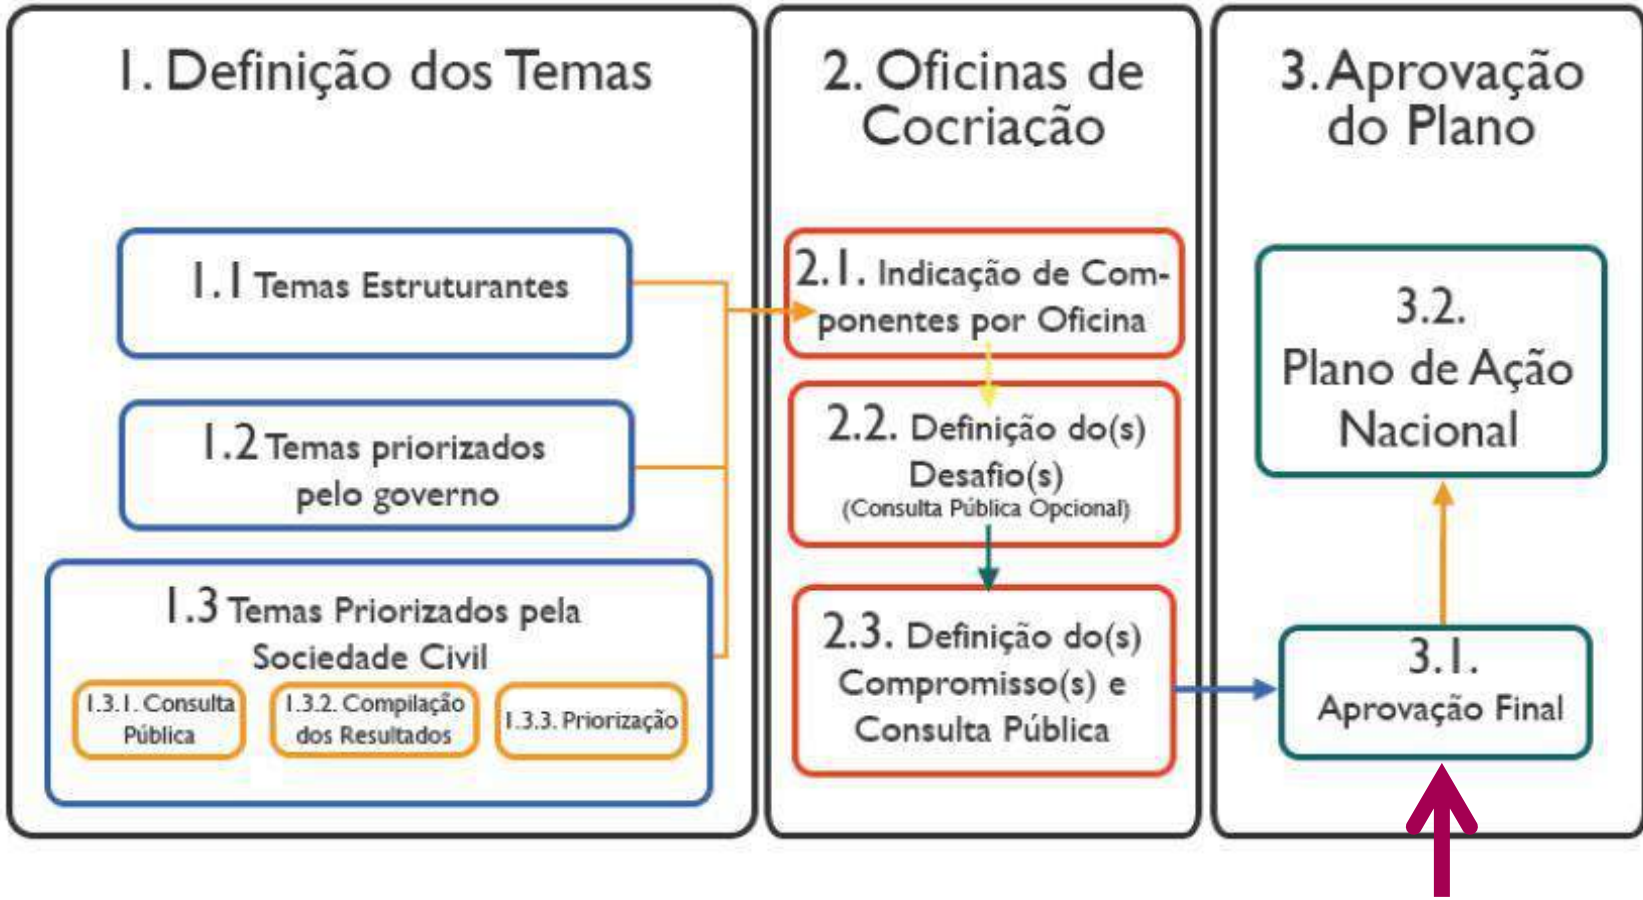 1. Definição dos Temas
1.1 Temas Estruturantes
1.2 Temas priorizados
pelo governo
1.3 Temas Priorizados pela
Sociedade Civil
1.3.1. Consulta
Pública
1.3.2. Compilação
dos Resultados
1.3.3. Priorização
2. Oficinas de
Cocriação
2.1. Indicação de Com-
ponentes por Oficina
2.2. Definição do(s)
Desafio(s)
(Consulta Pública Opcional)
2.3. Definição do(s)
Compromisso(s) e
Consulta Pública
3. Aprovação
do Plano
3.2.
Plano de Ação
Nacional
3.1.
Aprovação Final